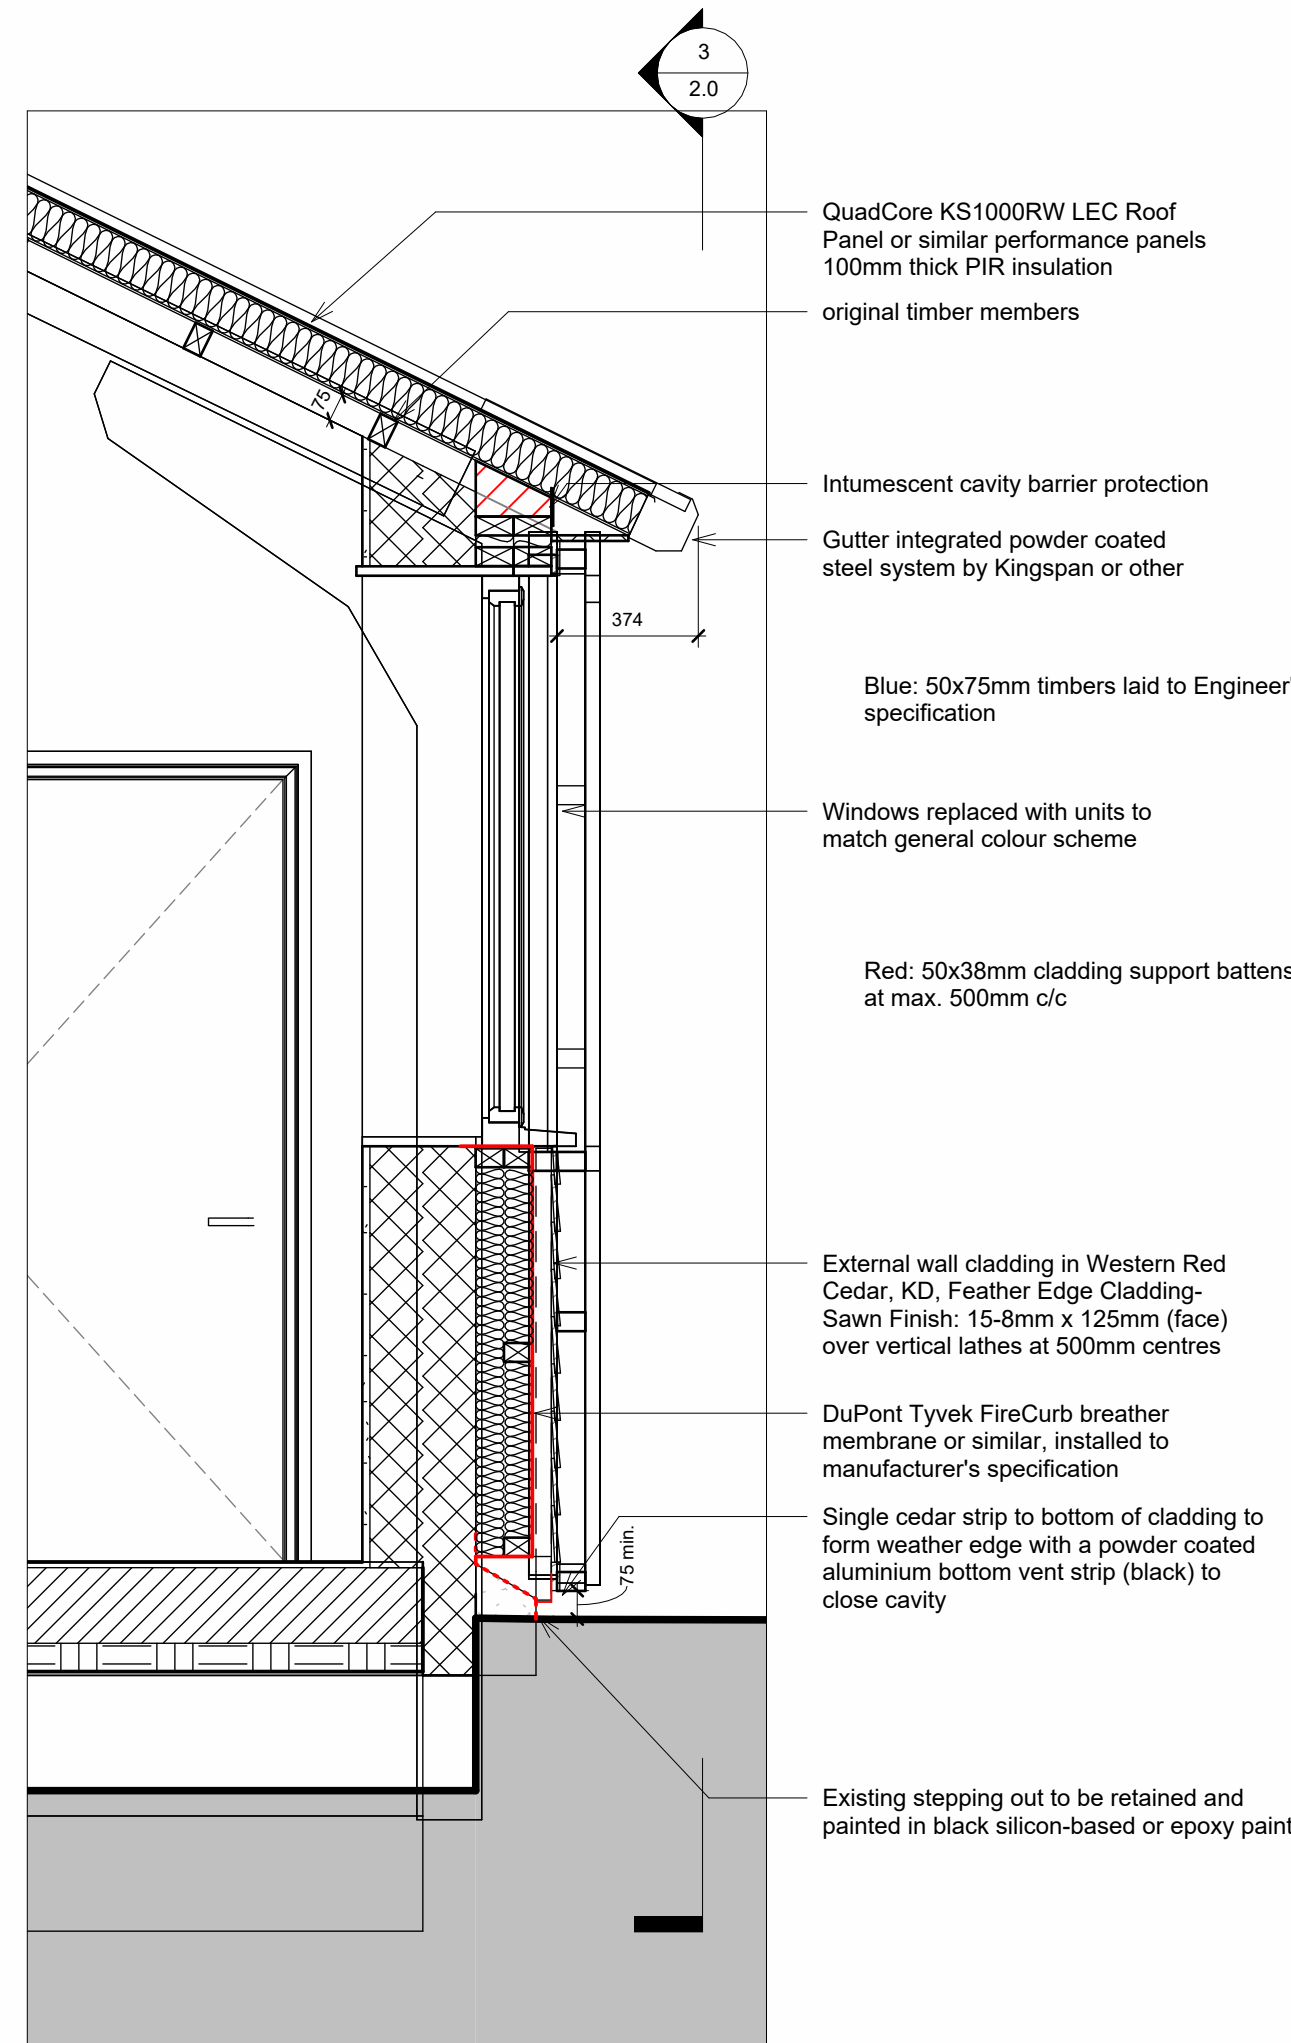 3
2.0
QuadCore KS1000RW LEC Roof
Panel or similar performance panels
100mm thick PIR insulation
original timber members
75
Intumescent cavity barrier protection
Gutter integrated powder coated
steel system by Kingspan or other
374
Blue: 50x75mm timbers laid to Engineer'
specification
Windows replaced with units to
match general colour scheme
Red: 50x38mm cladding support battens
at max. 500mm c/c
External wall cladding in Western Red
Cedar, KD, Feather Edge Cladding-
Sawn Finish: 15-8mm x 125mm (face)
over vertical lathes at 500mm centres
DuPont Tyvek FireCurb breather
membrane or similar, installed to
manufacturer's specification
Single cedar strip to bottom of cladding to
form weather edge with a powder coated
aluminium bottom vent strip (black) to
close cavity
75 min.
Existing stepping out to be retained and
painted in black silicon-based or epoxy paint